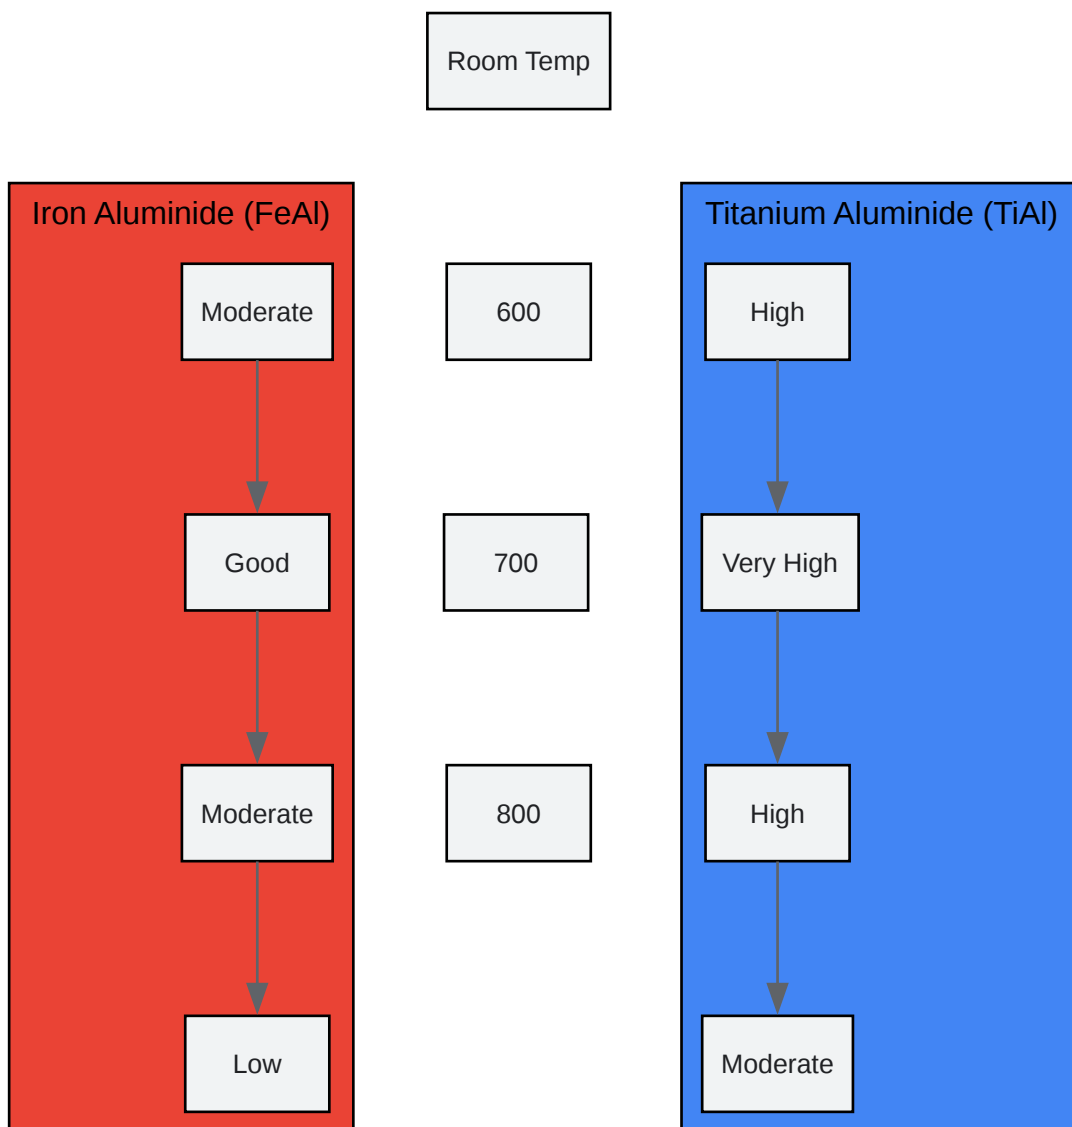 Room Temp
Iron Aluminide (FeAl)
Titanium Aluminide (TiAl)
Moderate
600
High
Good
700
Very High
Moderate
800
High
Low
Moderate